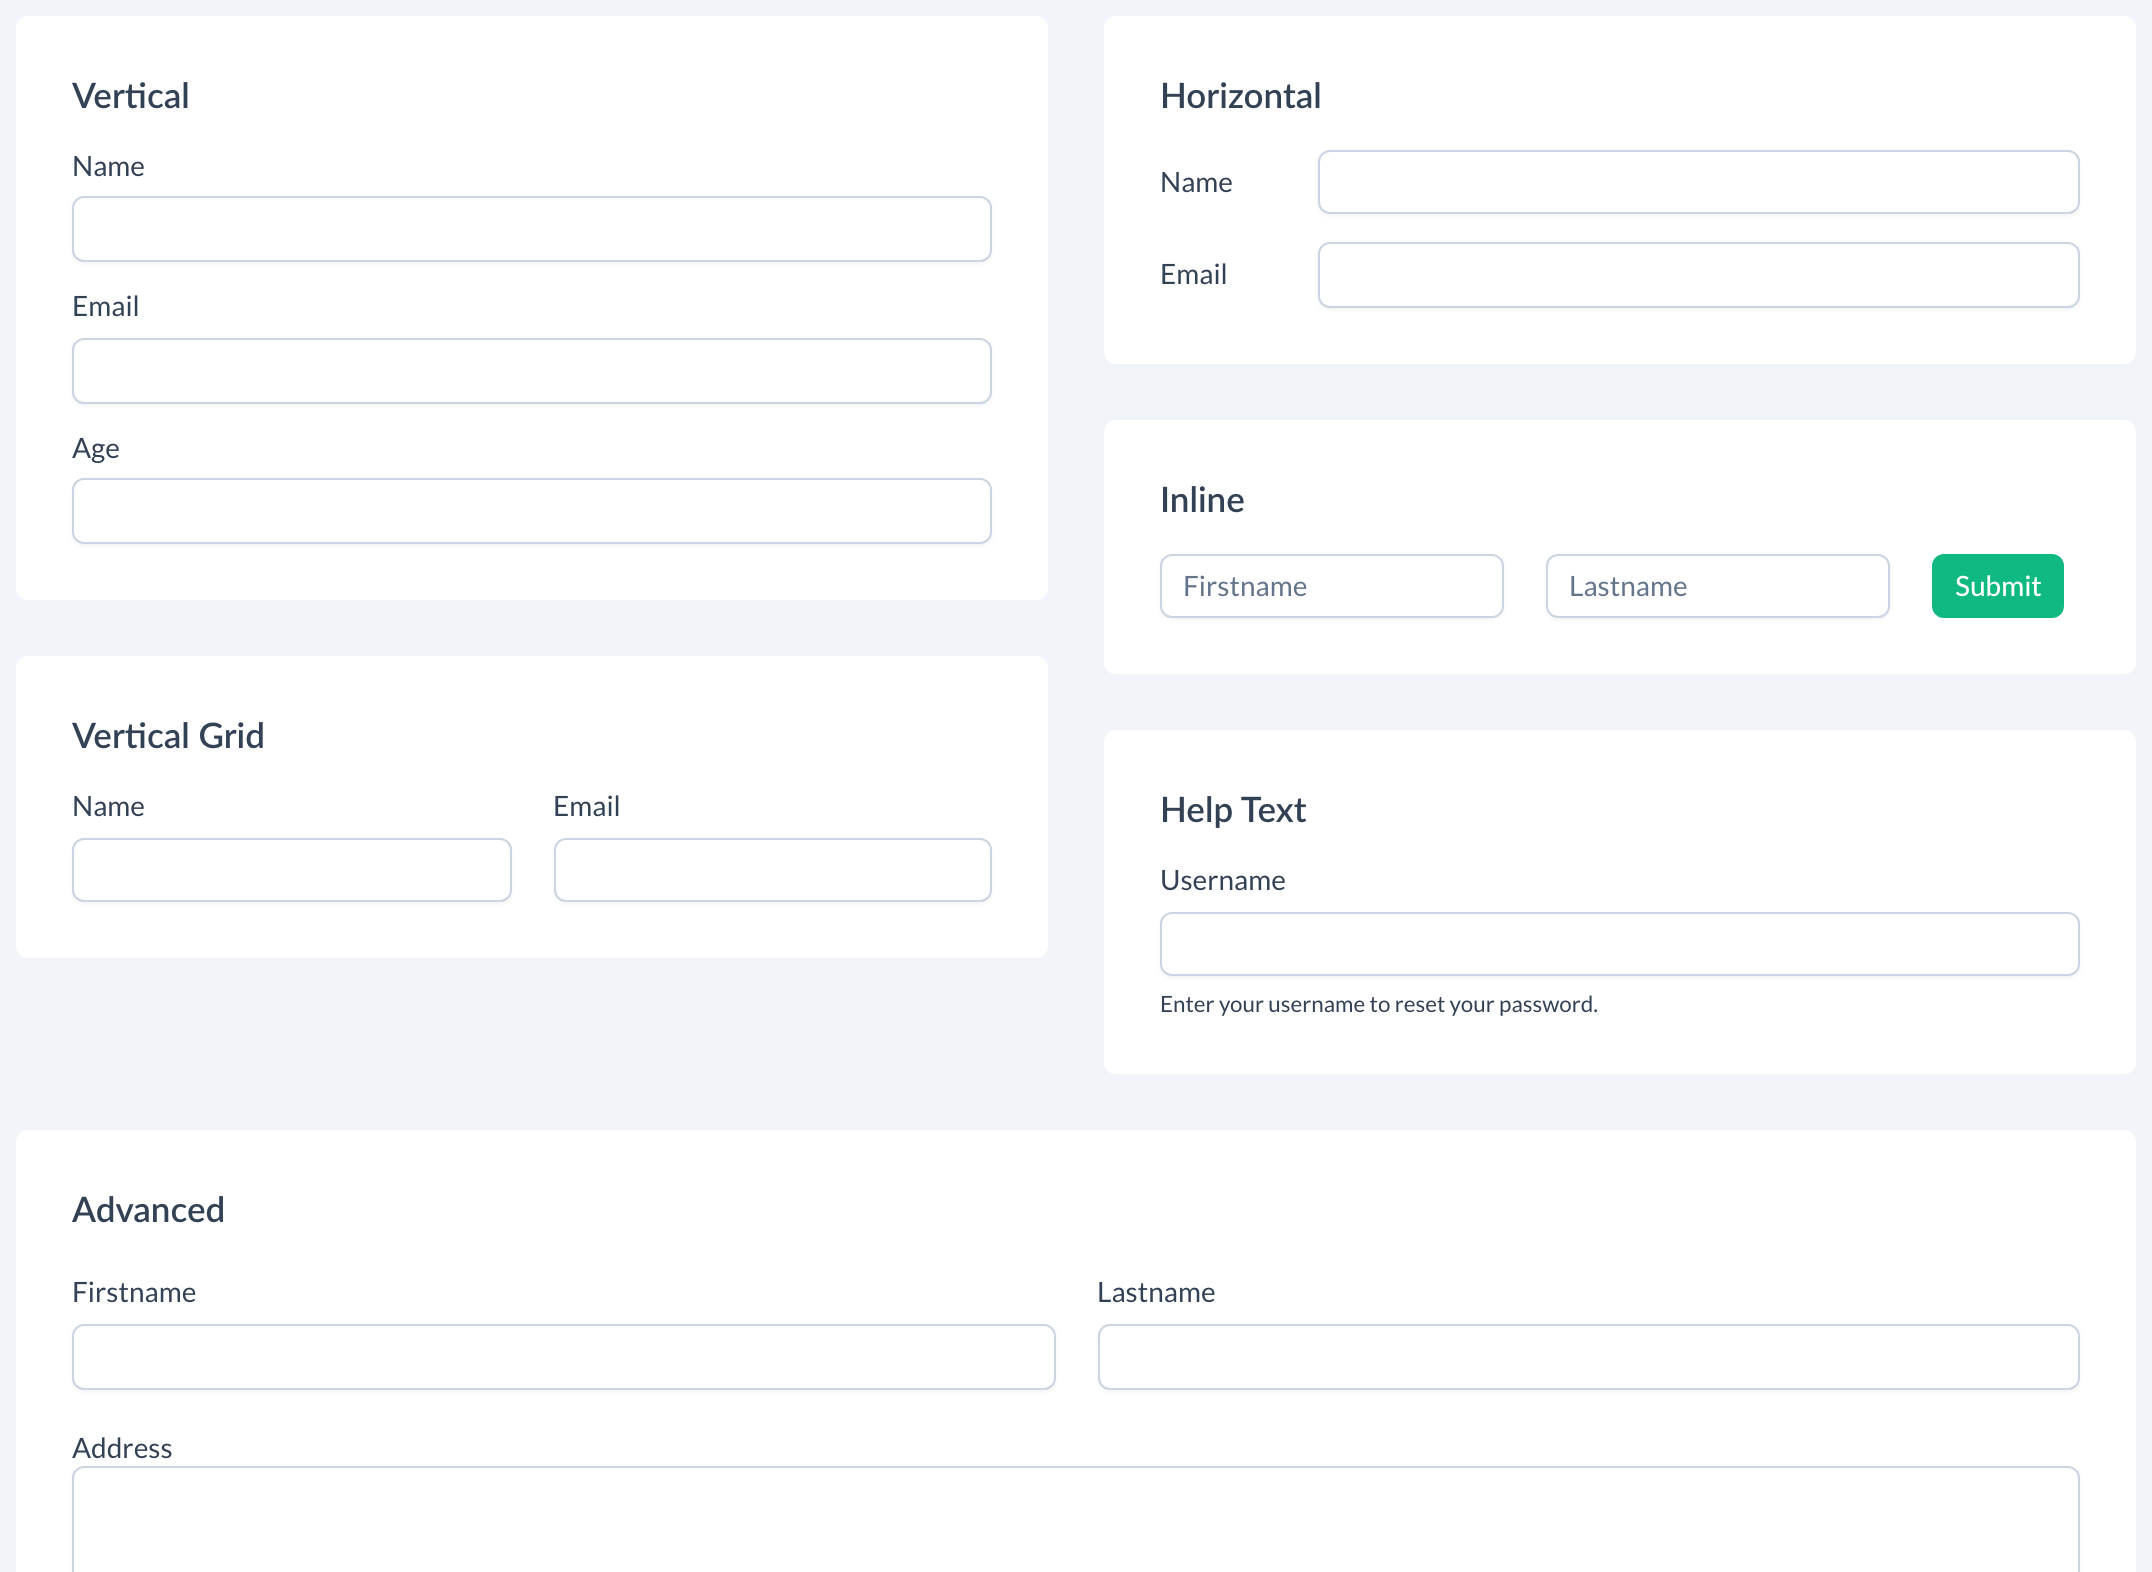 Vertical
Name
Email
Age
Vertical Grid
Name Email
Horizontal
Name
Email
Inline
Firstname Lastname Submit
Help Text
Username
Enter your username to reset your password.
Advanced
Firstname Lastname
Address